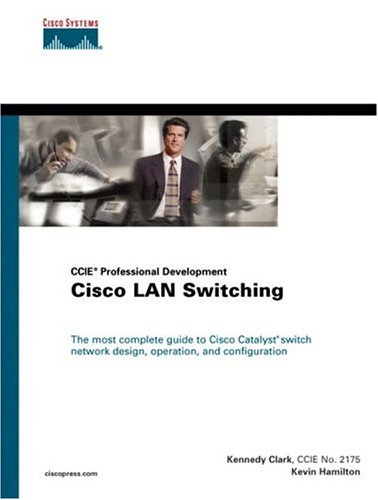 CISCO SYSTEMS
CCIE® Professional Development
Cisco LAN Switching
The most complete guide to Cisco Catalyst® switch
network design, operation, and configuration
Kennedy Clark, CCIE No. 2175
Kevin Hamilton
ciscopress.com